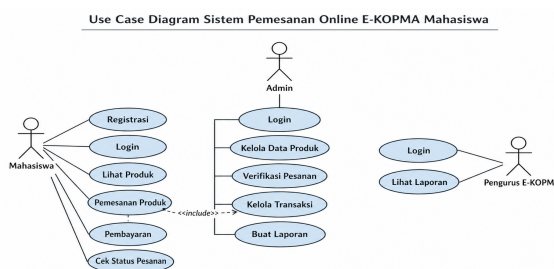 Use Case Diagram Sistem Pemesanan Online E-KOPMA Mahasiswa
Admin
Mahasiswa
Registrasi
Login
Lihat Produk
Pemesanan Produk
Pembayaran
Cek Status Pesanan
<<include>>
Login
Kelola Data Produk
Verifikasi Pesanan
Kelola Transaksi
Buat Laporan
Login
Lihat Laporan
Pengurus E-KOPM